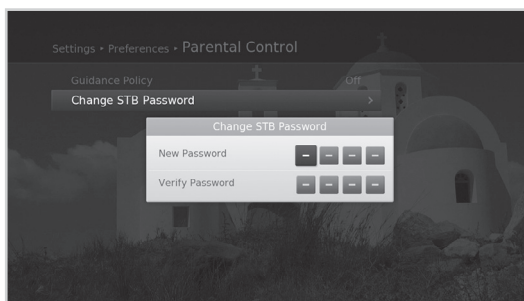 Settings • Preferences • Parental Control
Guidance Policy Off
Change STB Password >
Change STB Password
New Password – – – –
Verify Password – – – –